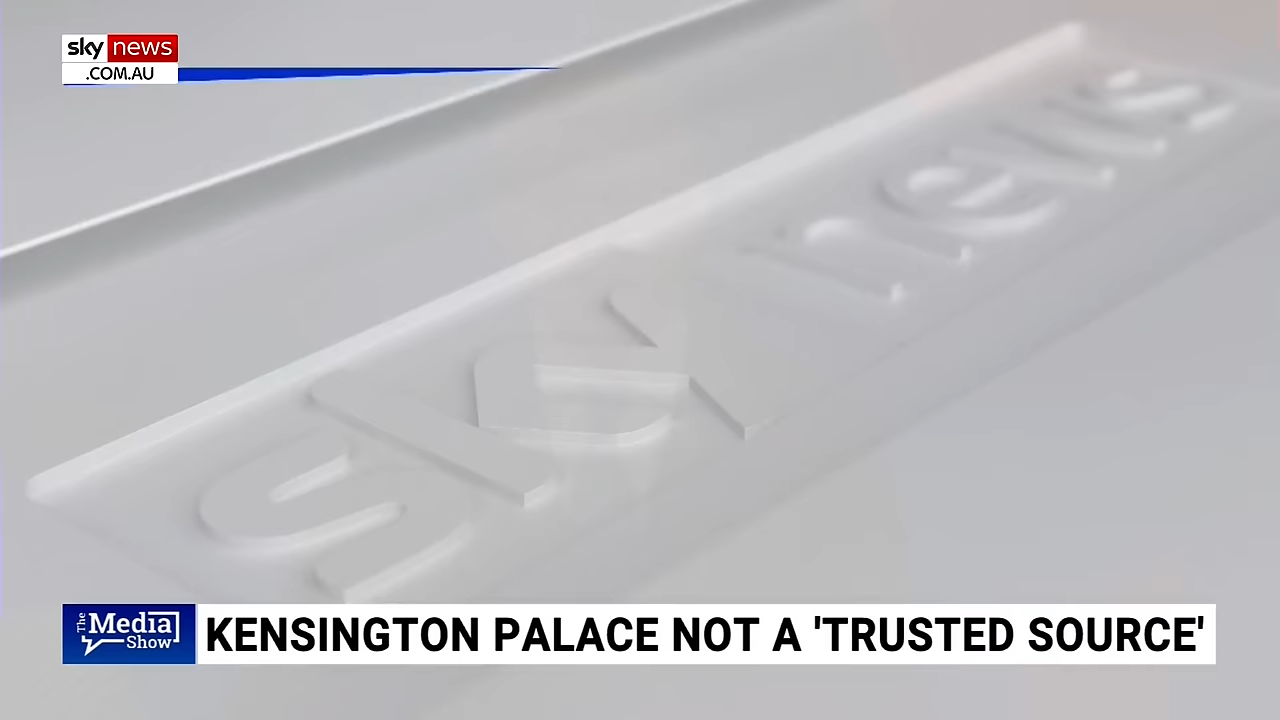 sky news
.COM.AU
sky news
The Media Show
KENSINGTON PALACE NOT A 'TRUSTED SOURCE'